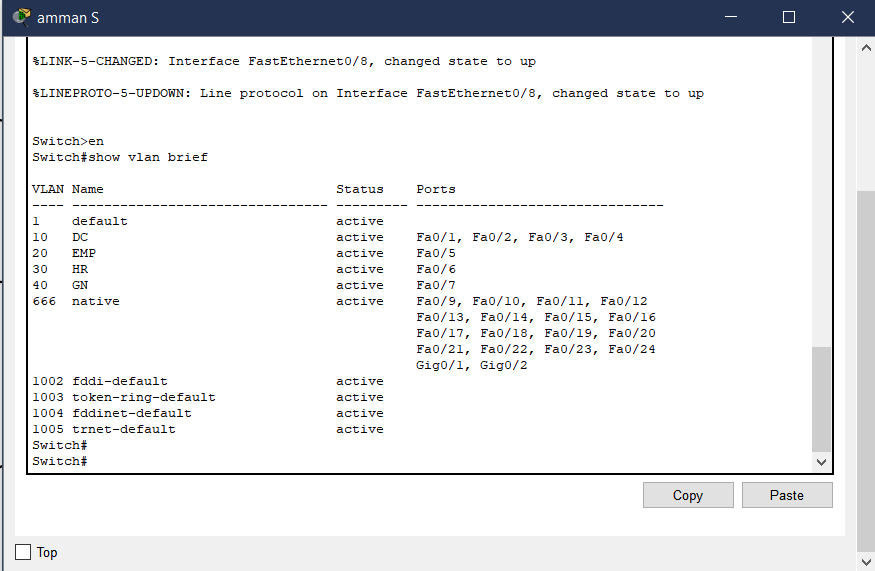 amman S
%LINK-5-CHANGED: Interface FastEthernet0/8, changed state to up
%LINEPROTO-5-UPDOWN: Line protocol on Interface FastEthernet0/8, changed state to up
Switch>en
Switch#show vlan brief
VLAN Name                             Status    Ports
---- -------------------------------- --------- -------------------------------
1    default                          active
10   DC                               active    Fa0/1, Fa0/2, Fa0/3, Fa0/4
20   EMP                              active    Fa0/5
30   HR                               active    Fa0/6
40   GN                               active    Fa0/7
666  native                           active    Fa0/9, Fa0/10, Fa0/11, Fa0/12
                                                Fa0/13, Fa0/14, Fa0/15, Fa0/16
                                                Fa0/17, Fa0/18, Fa0/19, Fa0/20
                                                Fa0/21, Fa0/22, Fa0/23, Fa0/24
                                                Gig0/1, Gig0/2
1002 fddi-default                     active
1003 token-ring-default               active
1004 fddinet-default                  active
1005 trnet-default                    active
Switch#
Switch#
Copy Paste
Top